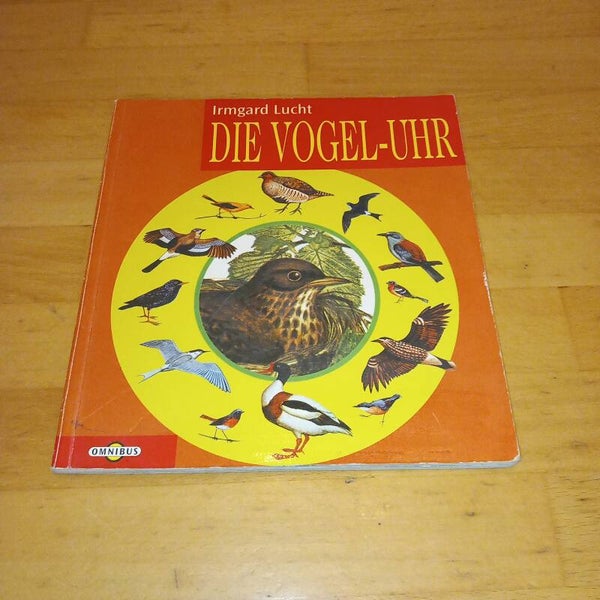 Irmgard Lucht
DIE VOGEL-UHR
OMNIBUS